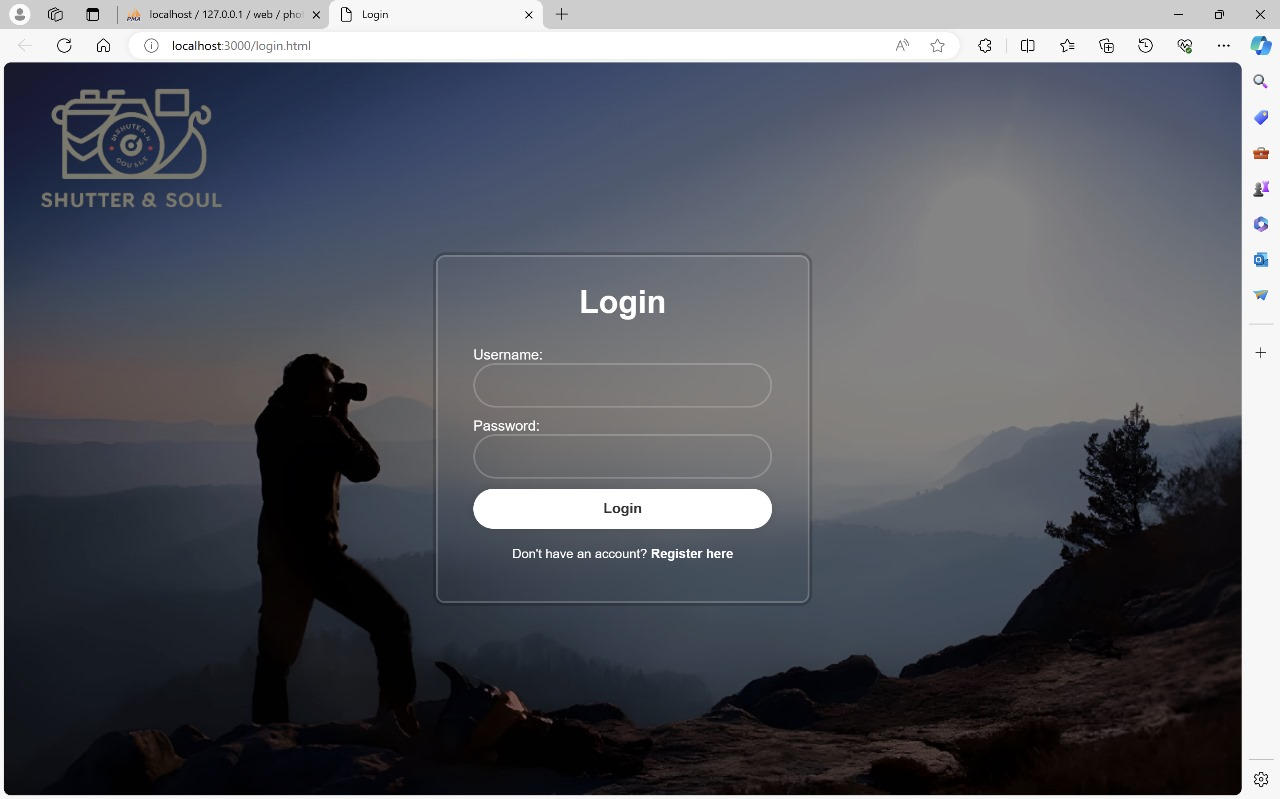 localhost / 127.0.0.1 / web / pho
Login
localhost:3000/login.html
SHUTTER & SOUL
Login
Username:
Password:
Login
Don't have an account? Register here